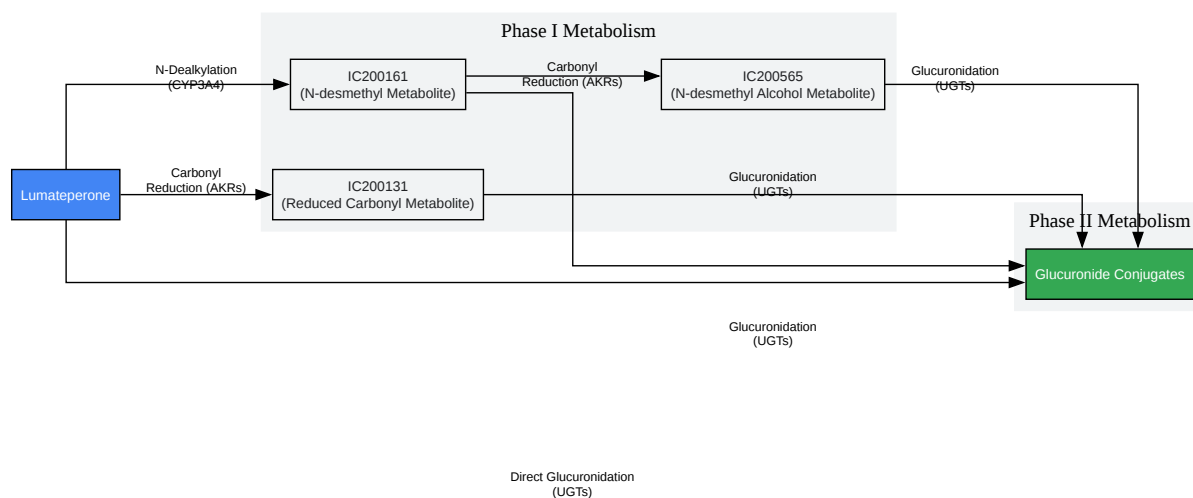 Phase I Metabolism
N-Dealkylation
(CYP3A4)
IC200161
(N-desmethyl Metabolite)
Carbonyl
Reduction (AKRs)
IC200565
(N-desmethyl Alcohol Metabolite)
Glucuronidation
(UGTs)
Lumateperone
Carbonyl
Reduction (AKRs)
IC200131
(Reduced Carbonyl Metabolite)
Glucuronidation
(UGTs)
Phase II Metabolism
Glucuronide Conjugates
Glucuronidation
(UGTs)
Direct Glucuronidation
(UGTs)